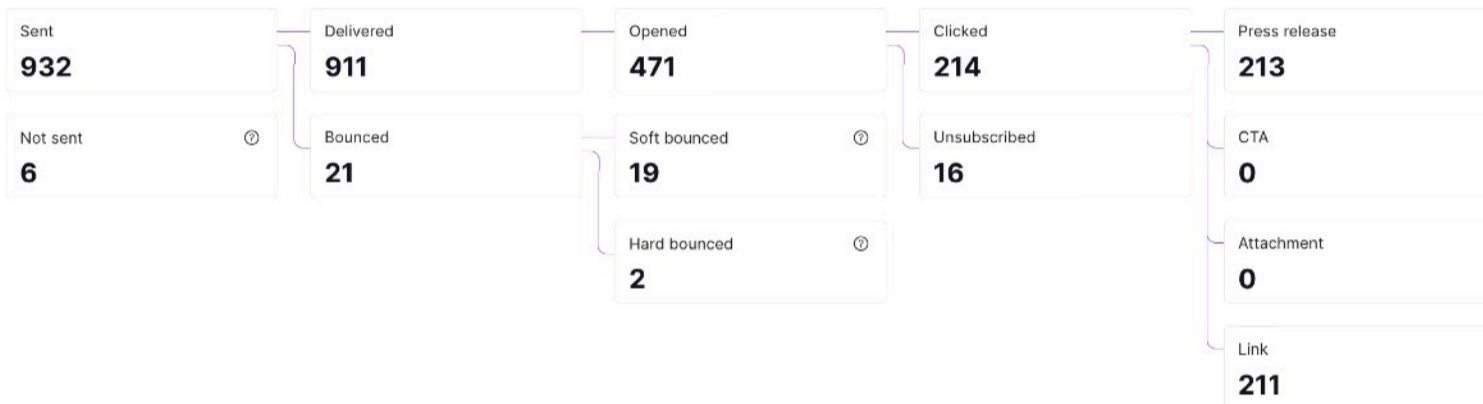 Sent
932
Delivered
911
Opened
471
Clicked
214
Press release
213
Not sent
6
Bounced
21
Soft bounced
19
Unsubscribed
16
CTA
0
Hard bounced
2
Attachment
0
Link
211